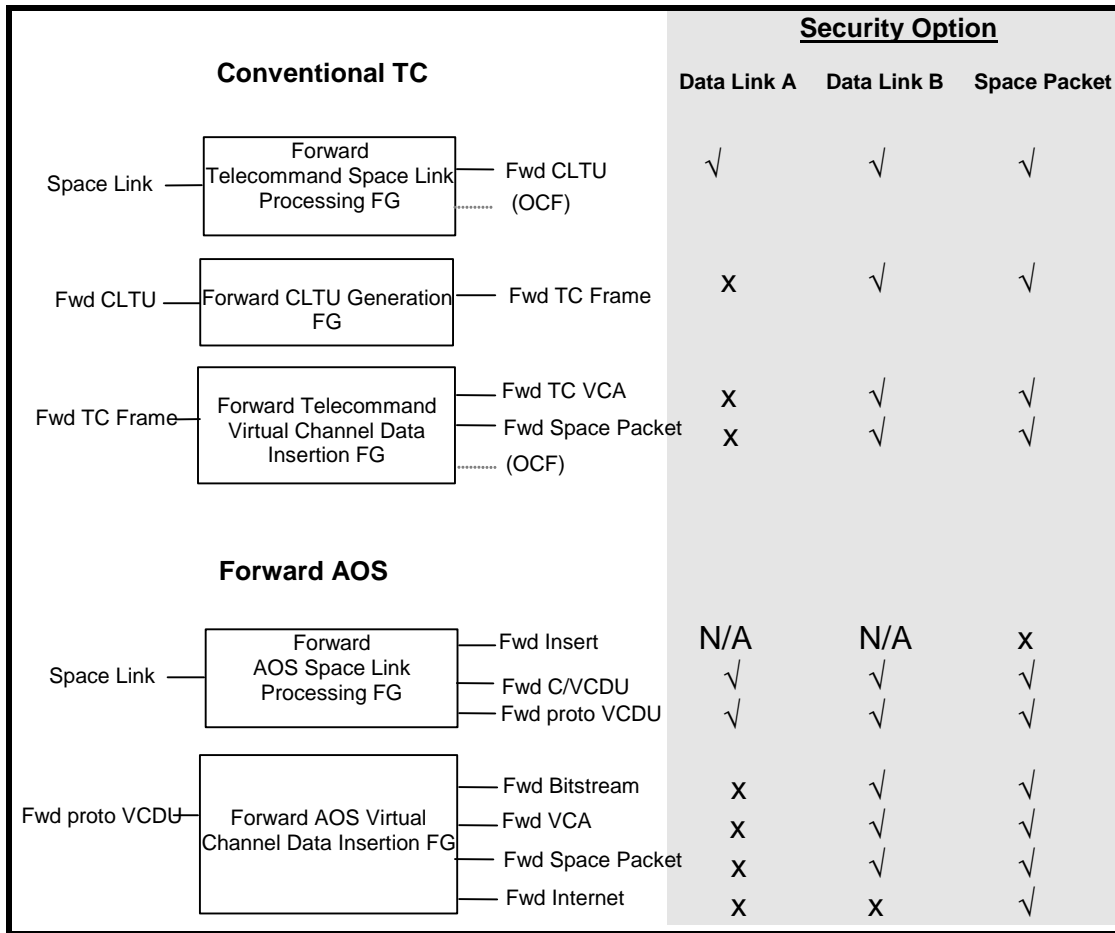 Security Option
Conventional TC
Data Link A Data Link B Space Packet
Space Link
Forward
Telecommand Space Link
Processing FG
Fwd CLTU
(OCF)
√ √ √
Fwd CLTU
Forward CLTU Generation
FG
Fwd TC Frame
x √ √
Fwd TC Frame
Forward Telecommand
Virtual Channel Data
Insertion FG
Fwd TC VCA
x √ √
Fwd Space Packet
x √ √
(OCF)
Forward AOS
Space Link
Forward
AOS Space Link
Processing FG
Fwd Insert
N/A N/A x
Fwd C/VCDU
√ √ √
Fwd proto VCDU
√ √ √
Fwd proto VCDU
Forward AOS Virtual
Channel Data Insertion FG
Fwd Bitstream
x √ √
Fwd VCA
x √ √
Fwd Space Packet
x √ √
Fwd Internet
x x √